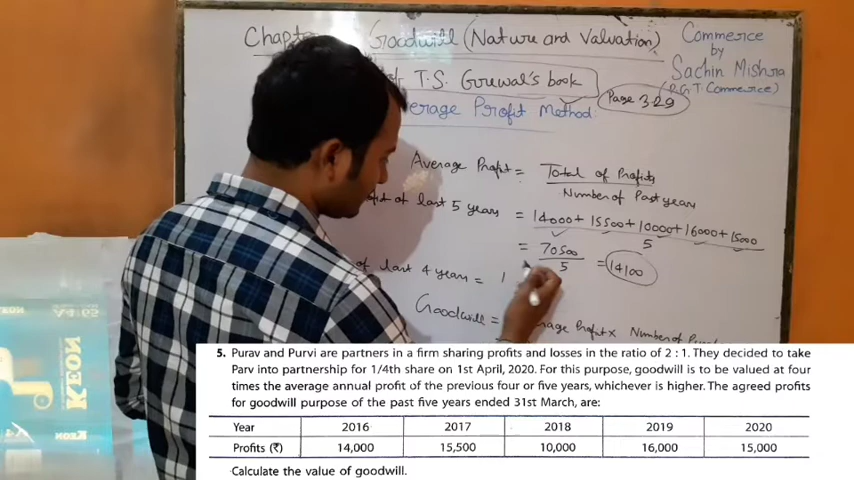 Chapter Goodwill (Nature and Valuation)
Commerce
by
Sachin Mishra
(P.G.T Commerce)
of T.S. Grewal's book
Page 3.29
Average Profit Method:
Average Profit = Total of Profits
Number of Past years
Profit of last 5 years = 14000 + 15500 + 10000 + 16000 + 15000
5
= 70500
5
= 14100
of last 4 years = 1
Goodwill = Average Profit × Number of
5. Purav and Purvi are partners in a firm sharing profits and losses in the ratio of 2 : 1. They decided to take
Parv into partnership for 1/4th share on 1st April, 2020. For this purpose, goodwill is to be valued at four
times the average annual profit of the previous four or five years, whichever is higher. The agreed profits
for goodwill purpose of the past five years ended 31st March, are:
Year 2016 2017 2018 2019 2020
Profits (₹) 14,000 15,500 10,000 16,000 15,000
Calculate the value of goodwill.
KEON